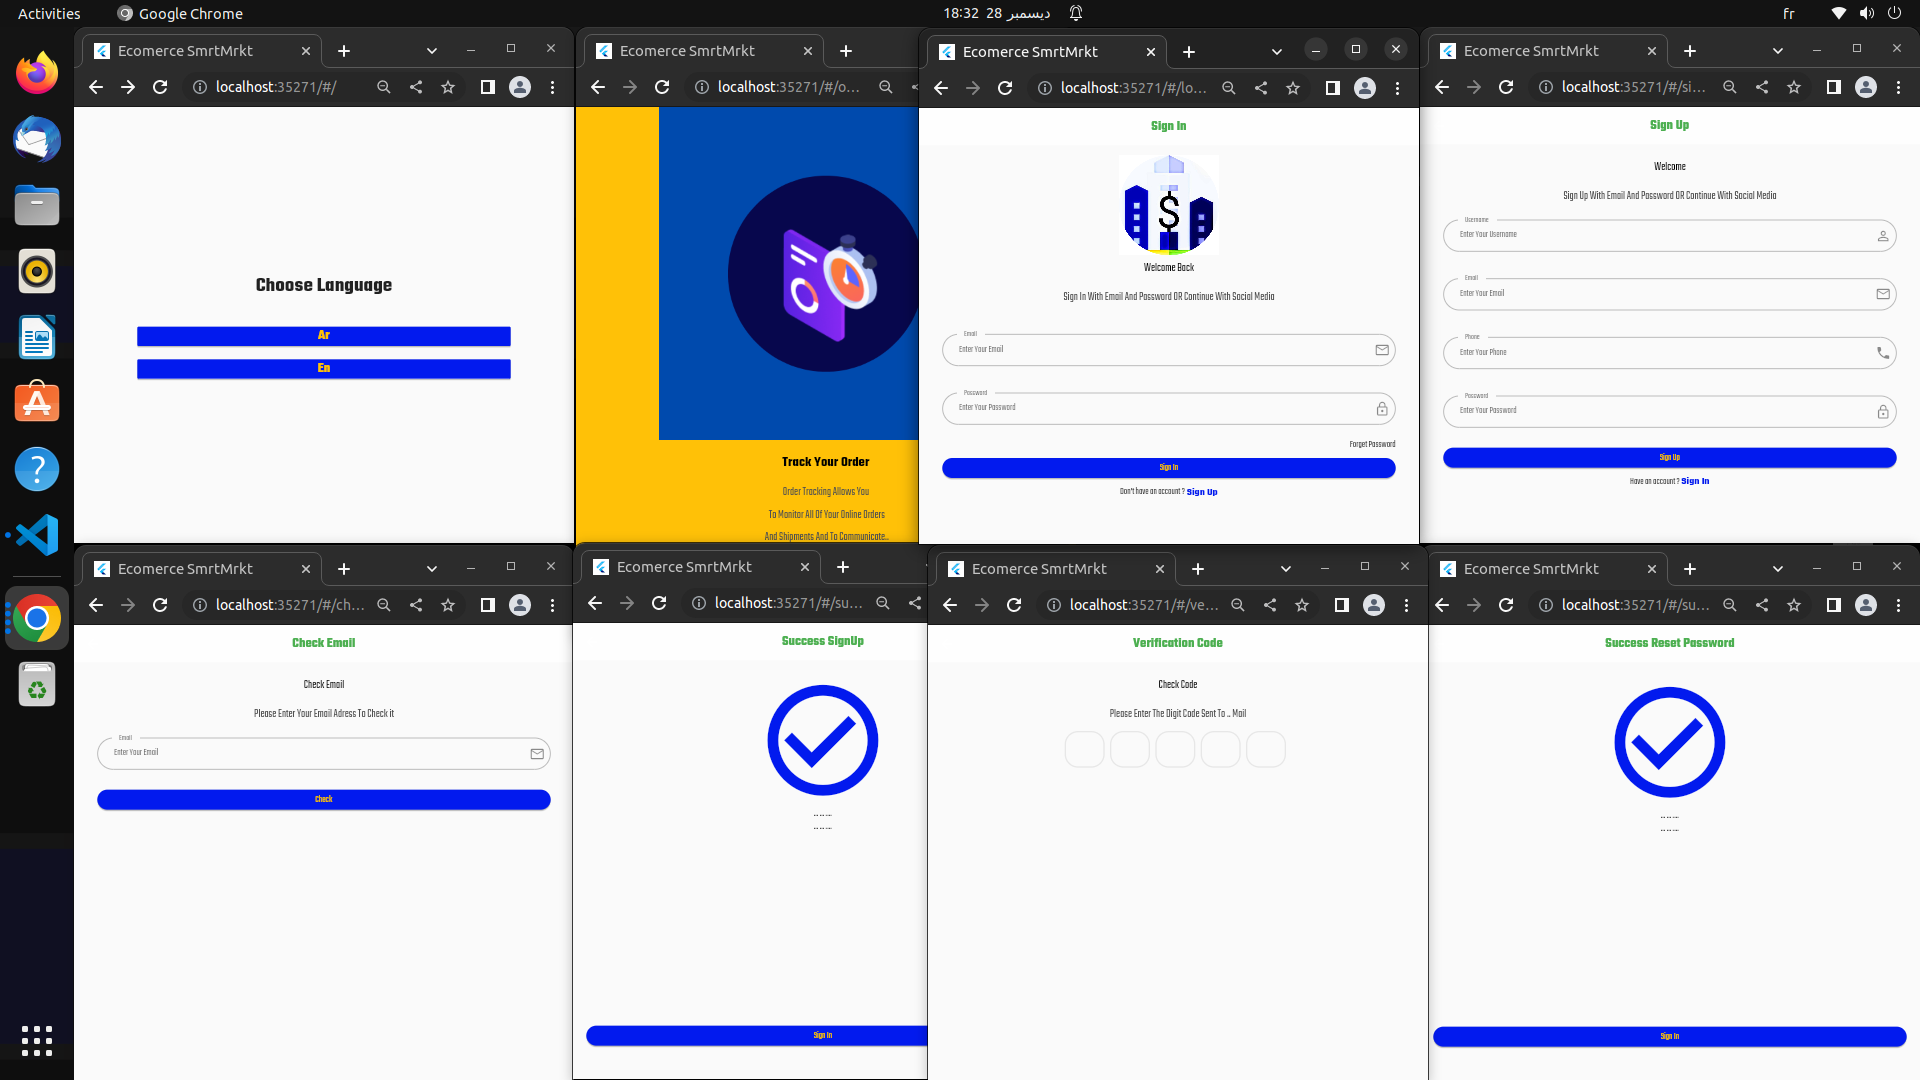 Activities
Google Chrome
18:32  28 ديسمبر
fr
Ecomerce SmrtMrkt
localhost:35271/#/
Choose Language
Ar
En
Ecomerce SmrtMrkt
localhost:35271/#/o...
Track Your Order
Order Tracking Allows You
To Monitor All Of Your Online Orders
And Shipments And To Communicate..
Ecomerce SmrtMrkt
localhost:35271/#/lo...
Sign In
$
Welcome Back
Sign In With Email And Password OR Continue With Social Media
Email
Enter Your Email
Password
Enter Your Password
Forget Password
Sign In
Don't have an account ? Sign Up
Ecomerce SmrtMrkt
localhost:35271/#/si...
Sign Up
Welcome
Sign Up With Email And Password OR Continue With Social Media
Username
Enter Your Username
Email
Enter Your Email
Phone
Enter Your Phone
Password
Enter Your Password
Sign Up
Have an account ? Sign In
Ecomerce SmrtMrkt
localhost:35271/#/ch...
Check Email
Check Email
Please Enter Your Email Adress To Check it
Email
Enter Your Email
Check
Ecomerce SmrtMrkt
localhost:35271/#/su...
Success SignUp
.. .. ...
.. .. ...
Sign In
Ecomerce SmrtMrkt
localhost:35271/#/ve...
Verification Code
Check Code
Please Enter The Digit Code Sent To .. Mail
Ecomerce SmrtMrkt
localhost:35271/#/su...
Success Reset Password
.. .. ...
.. .. ...
Sign In